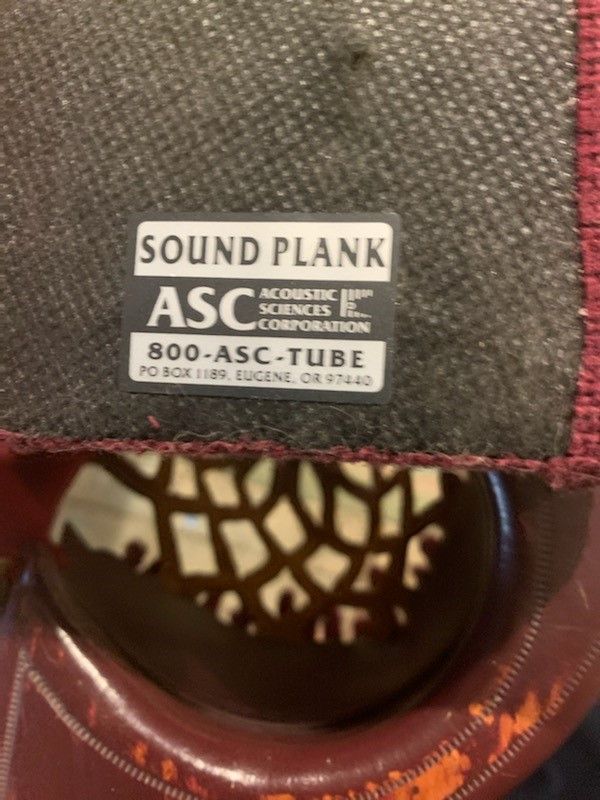 SOUND PLANK
ASC ACOUSTIC
SCIENCES
CORPORATION
800-ASC-TUBE
PO BOX 1189, EUGENE, OR 97440